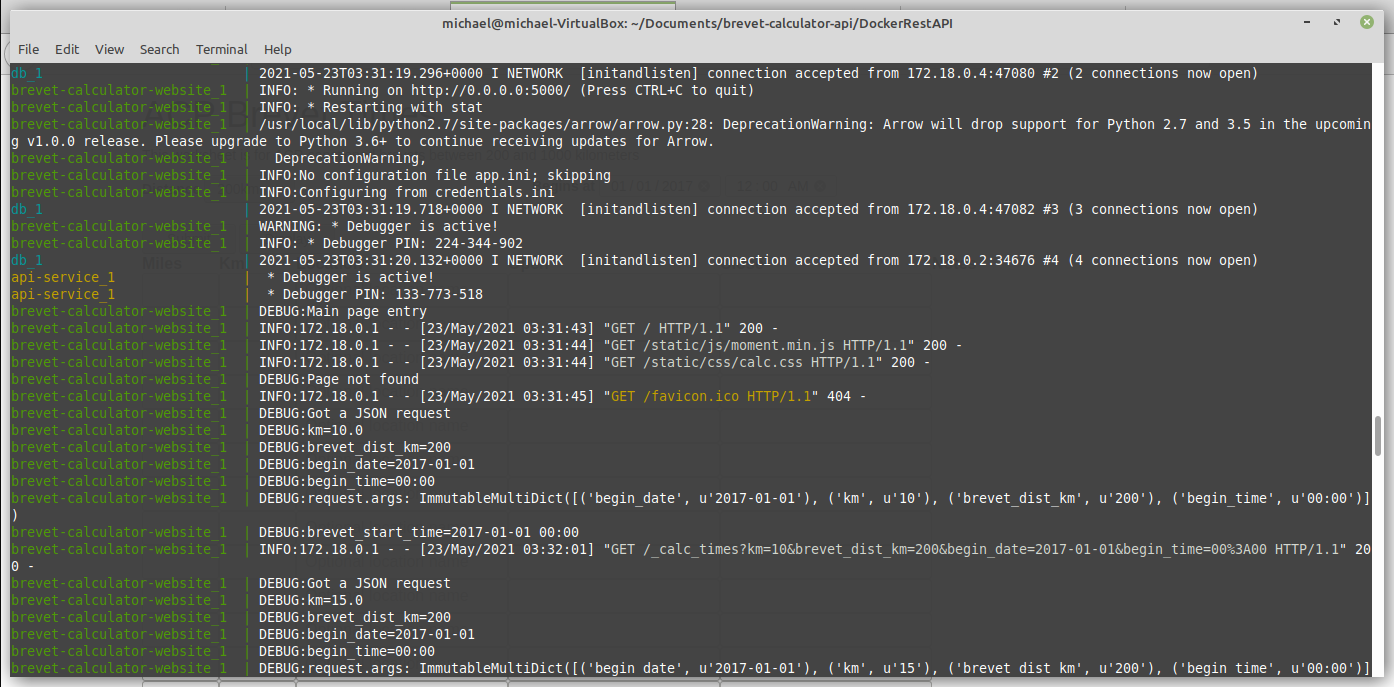 michael@michael-VirtualBox: ~/Documents/brevet-calculator-api/DockerRestAPI
File Edit View Search Terminal Help
db_1 | 2021-05-23T03:31:19.296+0000 I NETWORK [initandlisten] connection accepted from 172.18.0.4:47080 #2 (2 connections now open)
brevet-calculator-website_1 | INFO: * Running on http://0.0.0.0:5000/ (Press CTRL+C to quit)
brevet-calculator-website_1 | INFO: * Restarting with stat
brevet-calculator-website_1 | /usr/local/lib/python2.7/site-packages/arrow/arrow.py:28: DeprecationWarning: Arrow will drop support for Python 2.7 and 3.5 in the upcomin
g v1.0.0 release. Please upgrade to Python 3.6+ to continue receiving updates for Arrow.
brevet-calculator-website_1 | DeprecationWarning,
brevet-calculator-website_1 | INFO:No configuration file app.ini; skipping
brevet-calculator-website_1 | INFO:Configuring from credentials.ini
db_1 | 2021-05-23T03:31:19.718+0000 I NETWORK [initandlisten] connection accepted from 172.18.0.4:47082 #3 (3 connections now open)
brevet-calculator-website_1 | WARNING: * Debugger is active!
brevet-calculator-website_1 | INFO: * Debugger PIN: 224-344-902
db_1 | 2021-05-23T03:31:20.132+0000 I NETWORK [initandlisten] connection accepted from 172.18.0.2:34676 #4 (4 connections now open)
api-service_1 | * Debugger is active!
api-service_1 | * Debugger PIN: 133-773-518
brevet-calculator-website_1 | DEBUG:Main page entry
brevet-calculator-website_1 | INFO:172.18.0.1 - - [23/May/2021 03:31:43] "GET / HTTP/1.1" 200 -
brevet-calculator-website_1 | INFO:172.18.0.1 - - [23/May/2021 03:31:44] "GET /static/js/moment.min.js HTTP/1.1" 200 -
brevet-calculator-website_1 | INFO:172.18.0.1 - - [23/May/2021 03:31:44] "GET /static/css/calc.css HTTP/1.1" 200 -
brevet-calculator-website_1 | DEBUG:Page not found
brevet-calculator-website_1 | INFO:172.18.0.1 - - [23/May/2021 03:31:45] "GET /favicon.ico HTTP/1.1" 404 -
brevet-calculator-website_1 | DEBUG:Got a JSON request
brevet-calculator-website_1 | DEBUG:km=10.0
brevet-calculator-website_1 | DEBUG:brevet_dist_km=200
brevet-calculator-website_1 | DEBUG:begin_date=2017-01-01
brevet-calculator-website_1 | DEBUG:begin_time=00:00
brevet-calculator-website_1 | DEBUG:request.args: ImmutableMultiDict([('begin_date', u'2017-01-01'), ('km', u'10'), ('brevet_dist_km', u'200'), ('begin_time', u'00:00')]
)
brevet-calculator-website_1 | DEBUG:brevet_start_time=2017-01-01 00:00
brevet-calculator-website_1 | INFO:172.18.0.1 - - [23/May/2021 03:32:01] "GET /_calc_times?km=10&brevet_dist_km=200&begin_date=2017-01-01&begin_time=00%3A00 HTTP/1.1" 20
0 -
brevet-calculator-website_1 | DEBUG:Got a JSON request
brevet-calculator-website_1 | DEBUG:km=15.0
brevet-calculator-website_1 | DEBUG:brevet_dist_km=200
brevet-calculator-website_1 | DEBUG:begin_date=2017-01-01
brevet-calculator-website_1 | DEBUG:begin_time=00:00
brevet-calculator-website_1 | DEBUG:request.args: ImmutableMultiDict([('begin_date', u'2017-01-01'), ('km', u'15'), ('brevet_dist_km', u'200'), ('begin_time', u'00:00')]